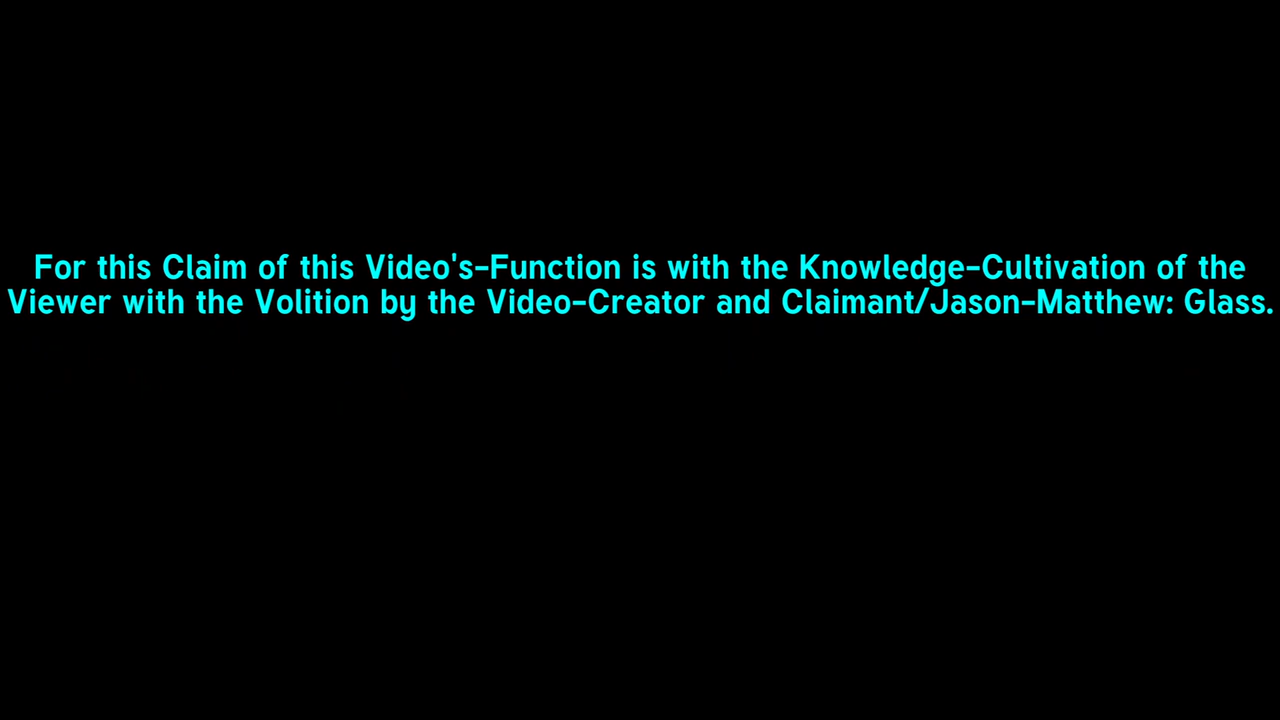 For this Claim of this Video's-Function is with the Knowledge-Cultivation of the
Viewer with the Volition by the Video-Creator and Claimant/Jason-Matthew: Glass.